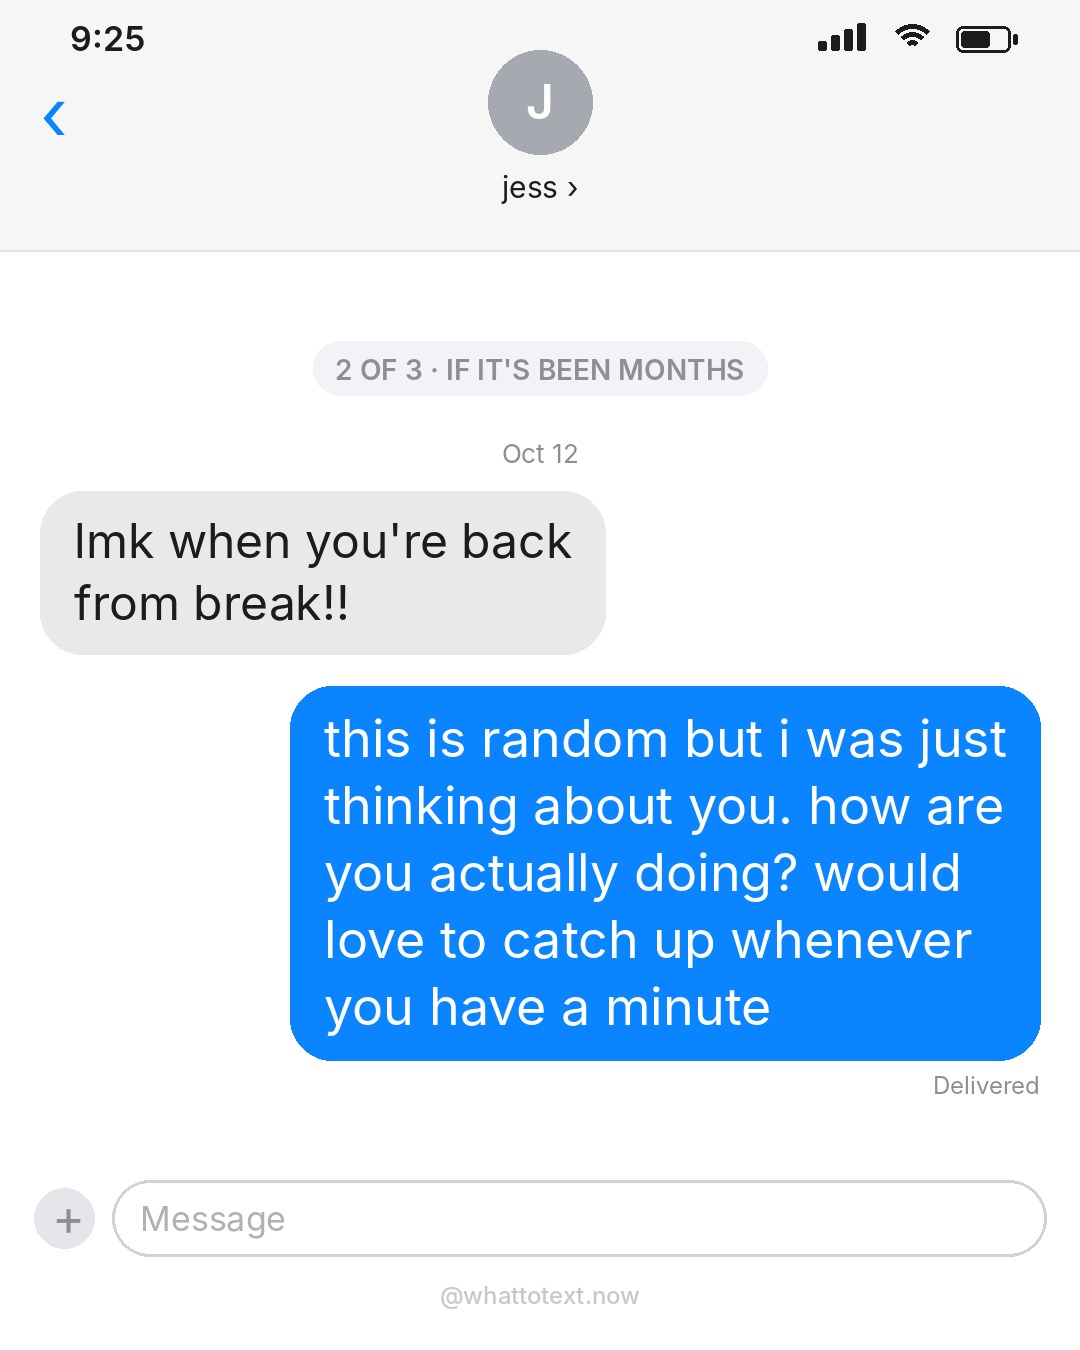 9:25
‹
J
jess ›
2 OF 3 · IF IT'S BEEN MONTHS
Oct 12
lmk when you're back
from break!!
this is random but i was just
thinking about you. how are
you actually doing? would
love to catch up whenever
you have a minute
Delivered
+
Message
@whattotext.now